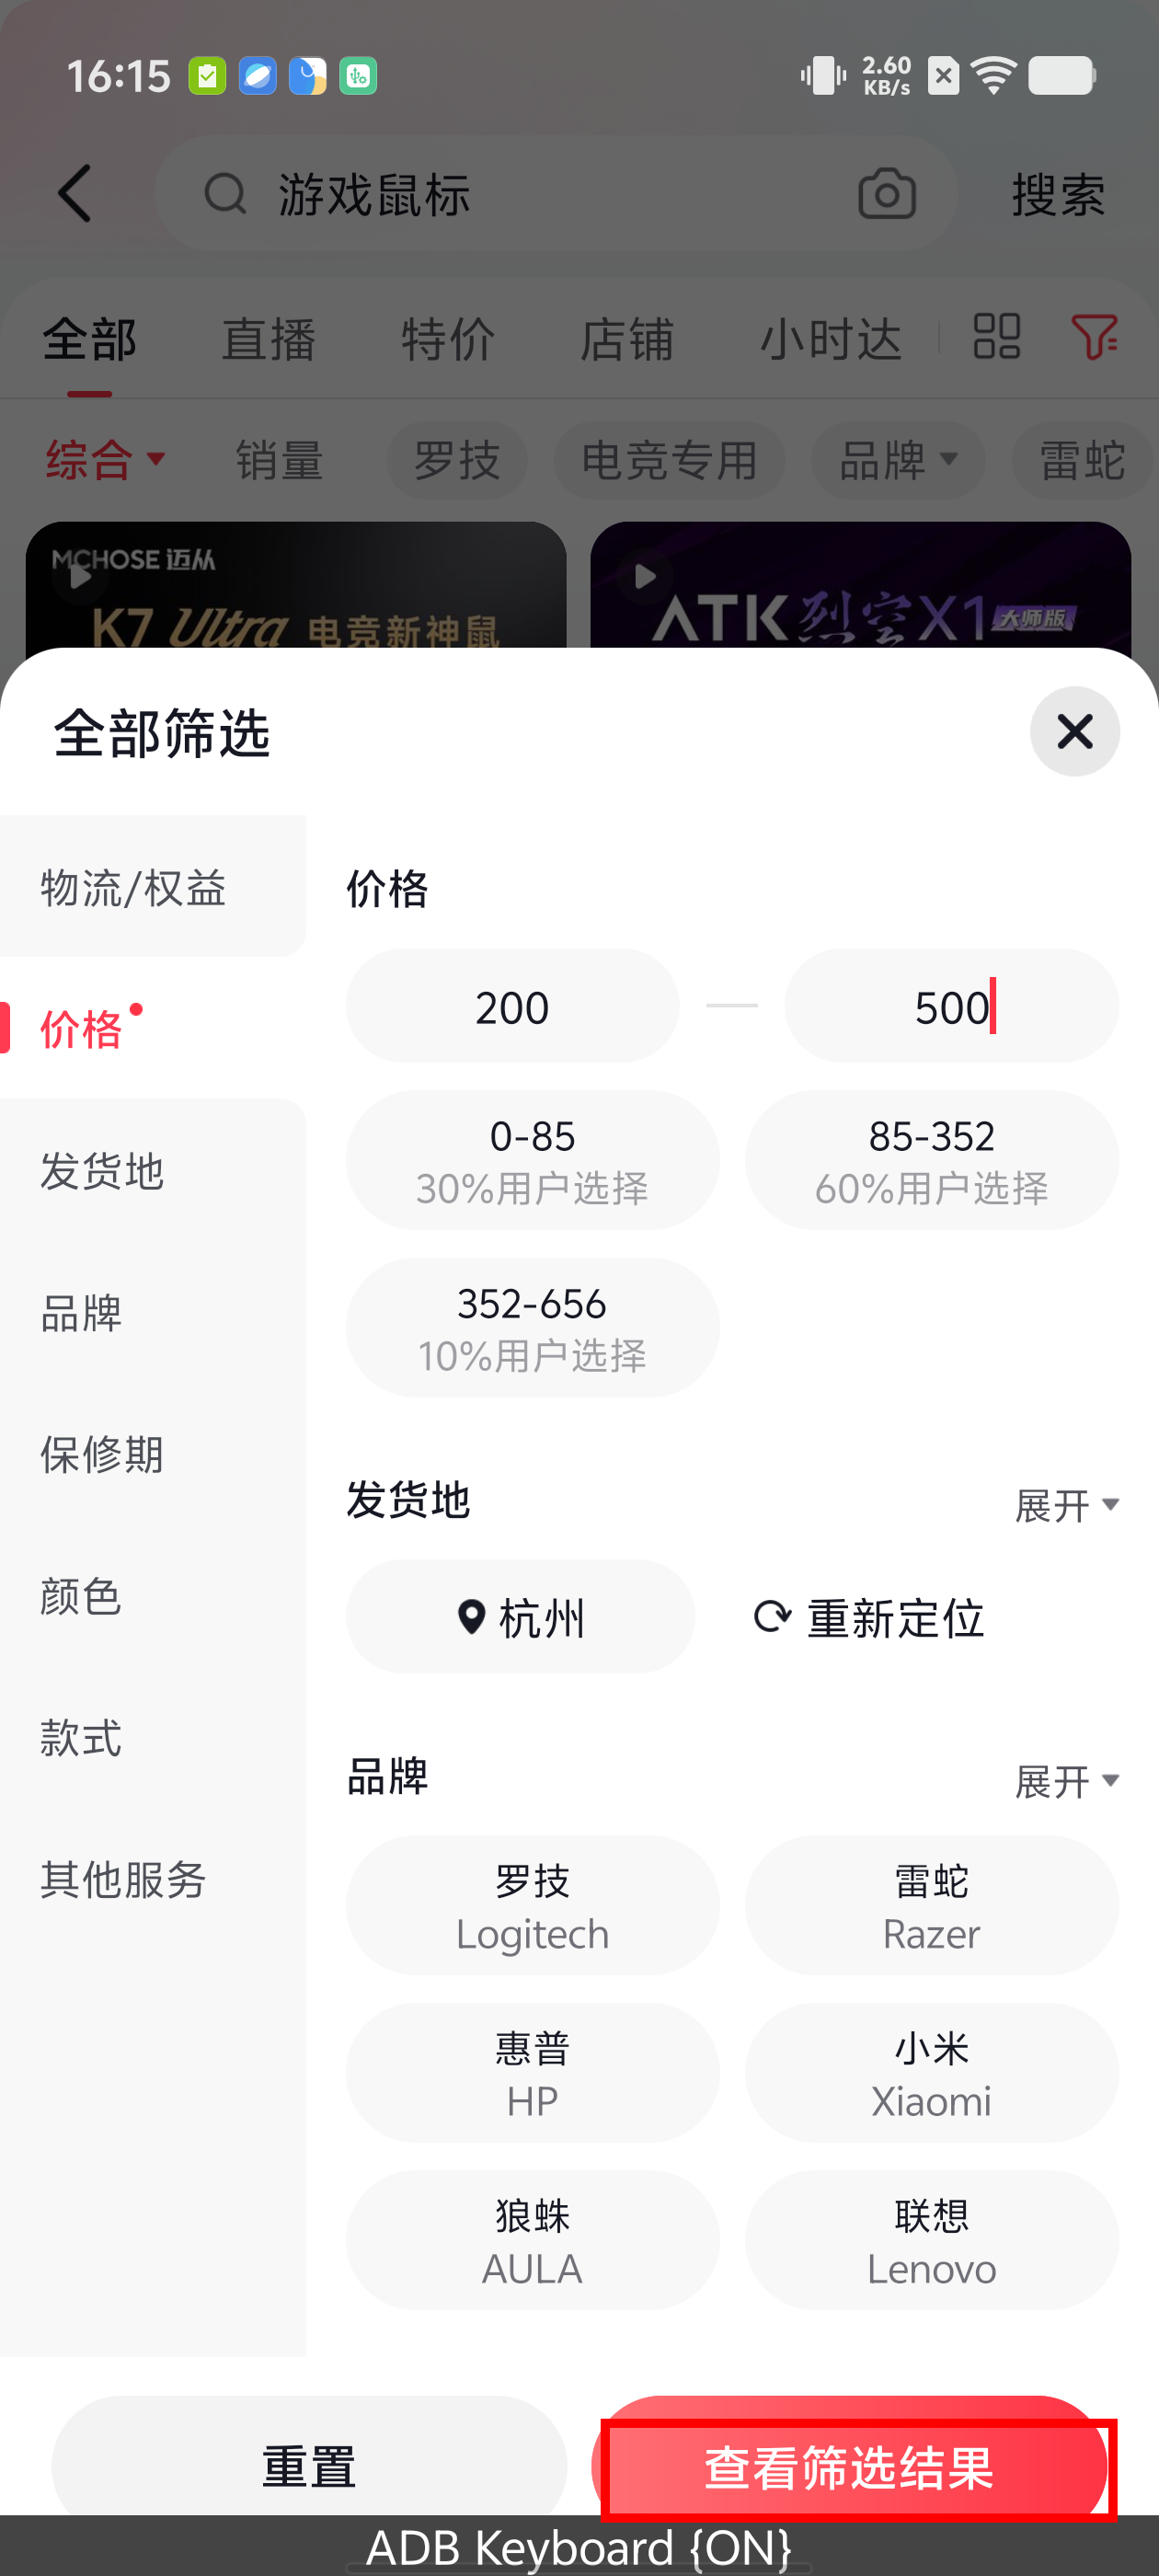 16:15
2.60
KB/s
游戏鼠标
搜索
全部
直播
特价
店铺
小时达
综合
销量
罗技
电竞专用
品牌
雷蛇
MCHOSE 迈从
K7 Ultra 电竞新神鼠
ATK 烈空 X1 大师版
全部筛选
物流/权益
价格
发货地
品牌
保修期
颜色
款式
其他服务
价格
200
500
0-85
30%用户选择
85-352
60%用户选择
352-656
10%用户选择
发货地
展开
杭州
重新定位
品牌
展开
罗技
Logitech
雷蛇
Razer
惠普
HP
小米
Xiaomi
狼蛛
AULA
联想
Lenovo
重置
查看筛选结果
ADB Keyboard {ON}